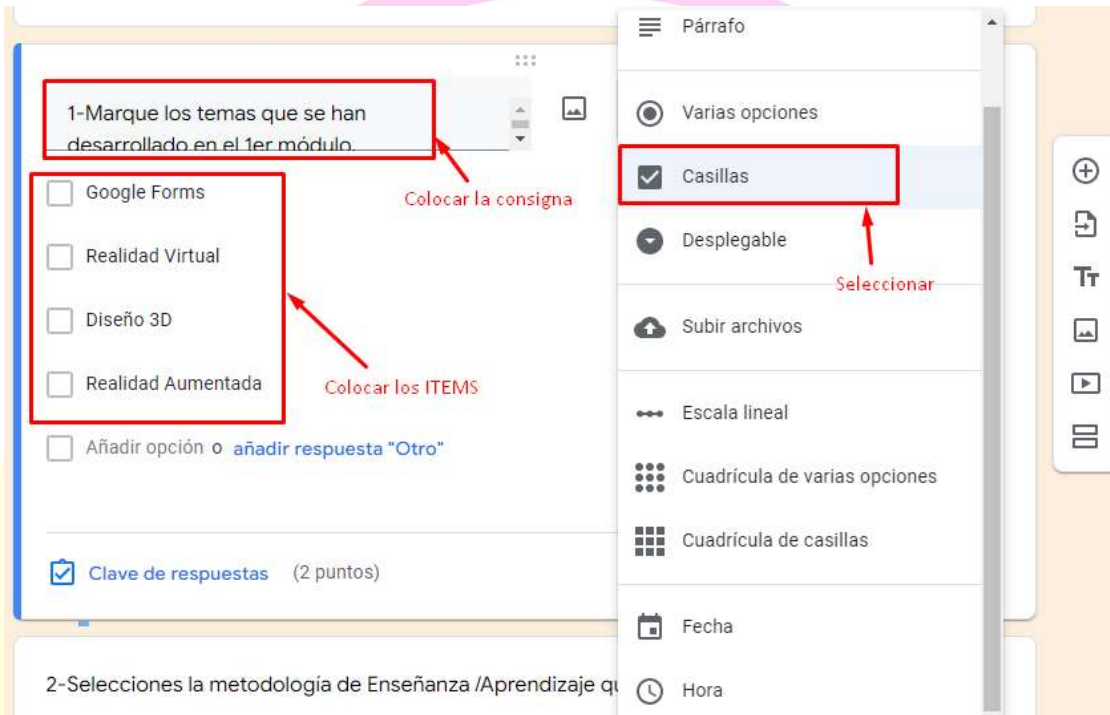 Párrafo
1-Marque los temas que se han
desarrollado en el 1er módulo.
Google Forms
Colocar la consigna
Realidad Virtual
Diseño 3D
Realidad Aumentada
Colocar los ITEMS
Añadir opción o añadir respuesta "Otro"
Clave de respuestas (2 puntos)
2-Selecciones la metodología de Enseñanza /Aprendizaje
Varias opciones
Casillas
Desplegable
Seleccionar
Subir archivos
Escala lineal
Cuadrícula de varias opciones
Cuadrícula de casillas
Fecha
Hora
Tт